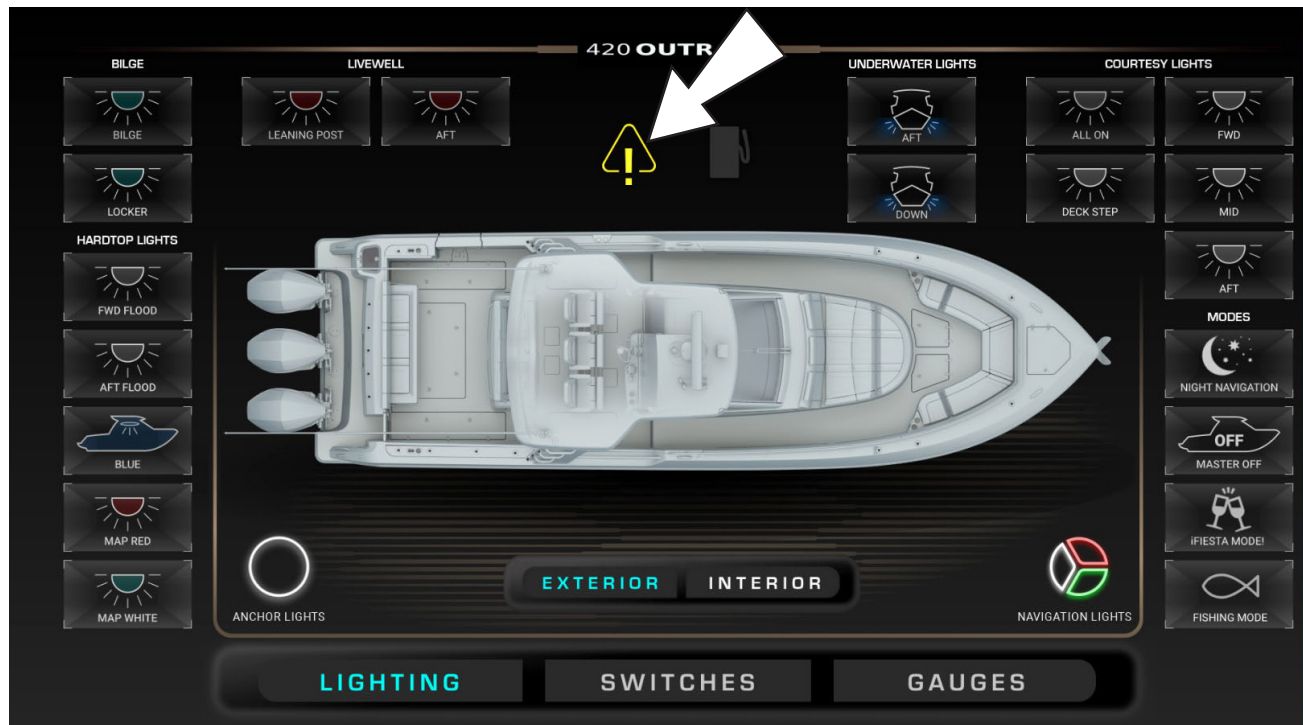 420 OUTR
BILGE
BILGE
LOCKER
HARDTOP LIGHTS
FWD FLOOD
AFT FLOOD
BLUE
MAP RED
MAP WHITE
LIVEWELL
LEANING POST
AFT
!
UNDERWATER LIGHTS
AFT
DOWN
COURTESY LIGHTS
ALL ON
FWD
DECK STEP
MID
AFT
MODES
NIGHT NAVIGATION
OFF
MASTER OFF
¡FIESTA MODE!
FISHING MODE
ANCHOR LIGHTS
EXTERIOR
INTERIOR
NAVIGATION LIGHTS
LIGHTING
SWITCHES
GAUGES